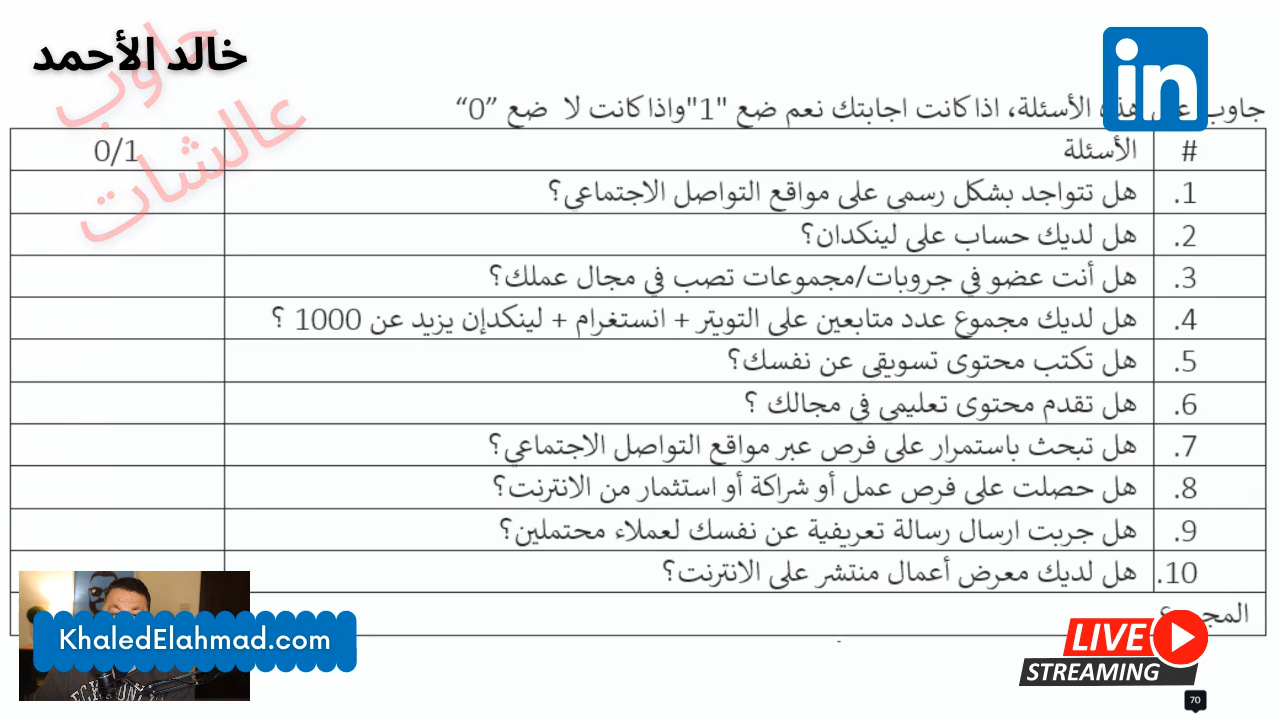 خالد الأحمد
جاوب
عالشات
in
جاوب هذه الأسئلة، اذا كانت اجابتك نعم ضع "1"واذا كانت لا ضع “0”
# الأسئلة 0/1
1. هل تتواجد بشكل رسمي على مواقع التواصل الاجتماعي؟
2. هل لديك حساب على لينكدان؟
3. هل أنت عضو في جروبات/مجموعات تصب في مجال عملك؟
4. هل لديك مجموع عدد متابعين على التويتر + انستغرام + لينكدإن يزيد عن 1000 ؟
5. هل تكتب محتوى تسويقي عن نفسك؟
6. هل تقدم محتوى تعليمي في مجالك ؟
7. هل تبحث باستمرار على فرص عبر مواقع التواصل الاجتماعي؟
8. هل حصلت على فرص عمل أو شراكة أو استثمار من الانترنت؟
9. هل جربت ارسال رسالة تعريفية عن نفسك لعملاء محتملين؟
10. هل لديك معرض أعمال منتشر على الانترنت؟
KhaledElahmad.com
LIVE
STREAMING
70